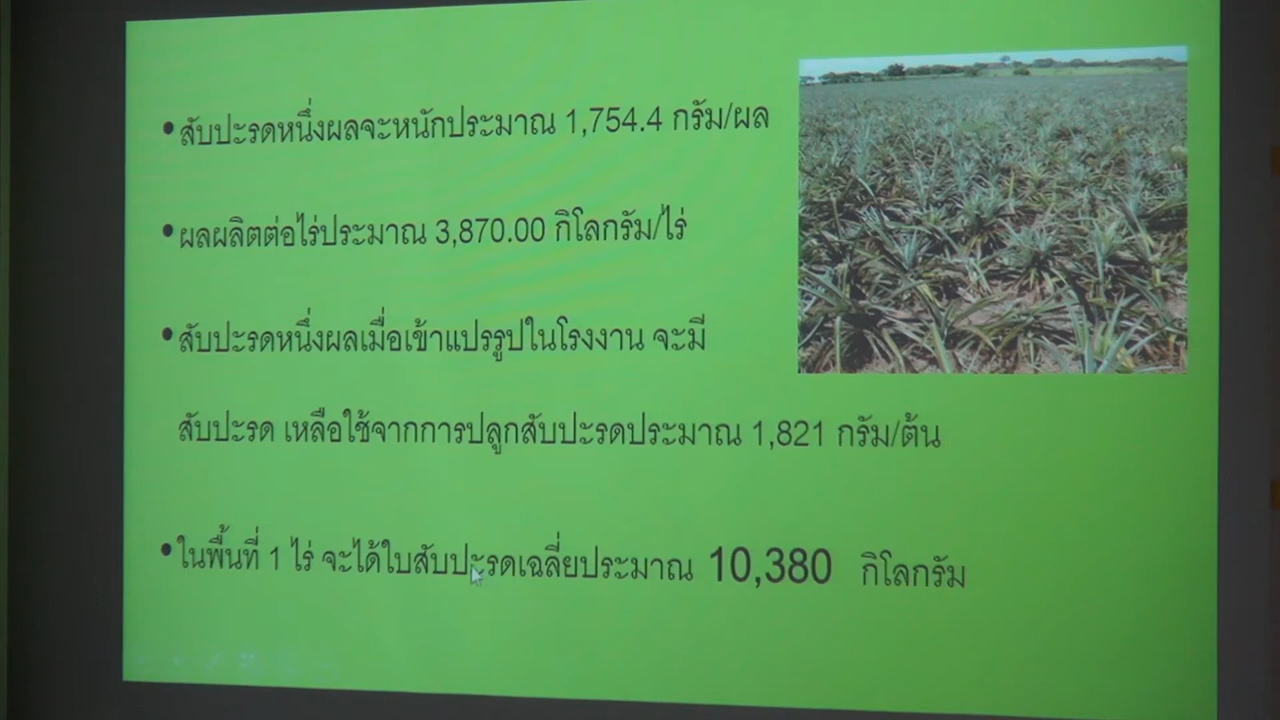 • สับปะรดหนึ่งผลจะหนักประมาณ 1,754.4 กรัม/ผล
• ผลผลิตต่อไร่ประมาณ 3,870.00 กิโลกรัม/ไร่
• สับปะรดหนึ่งผลเมื่อเข้าแปรรูปในโรงงาน จะมี
สับปะรด เหลือใช้จากการปลูกสับปะรดประมาณ 1,821 กรัม/ต้น
• ในพื้นที่ 1 ไร่ จะได้ใบสับปะรดเฉลี่ยประมาณ 10,380 กิโลกรัม